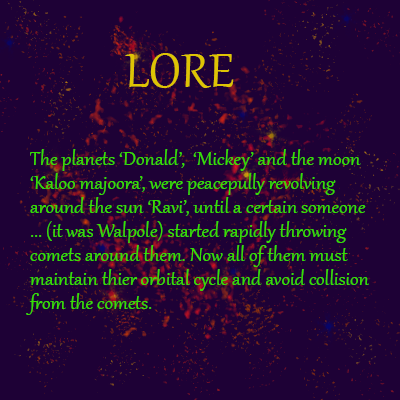 LORE
The planets ‘Donald’, ‘Mickey’ and the moon
‘Kaloo majoora’, were peacepully revolving
around the sun ‘Ravi’, until a certain someone
... (it was Walpole) started rapidly throwing
comets around them. Now all of them must
maintain thier orbital cycle and avoid collision
from the comets.